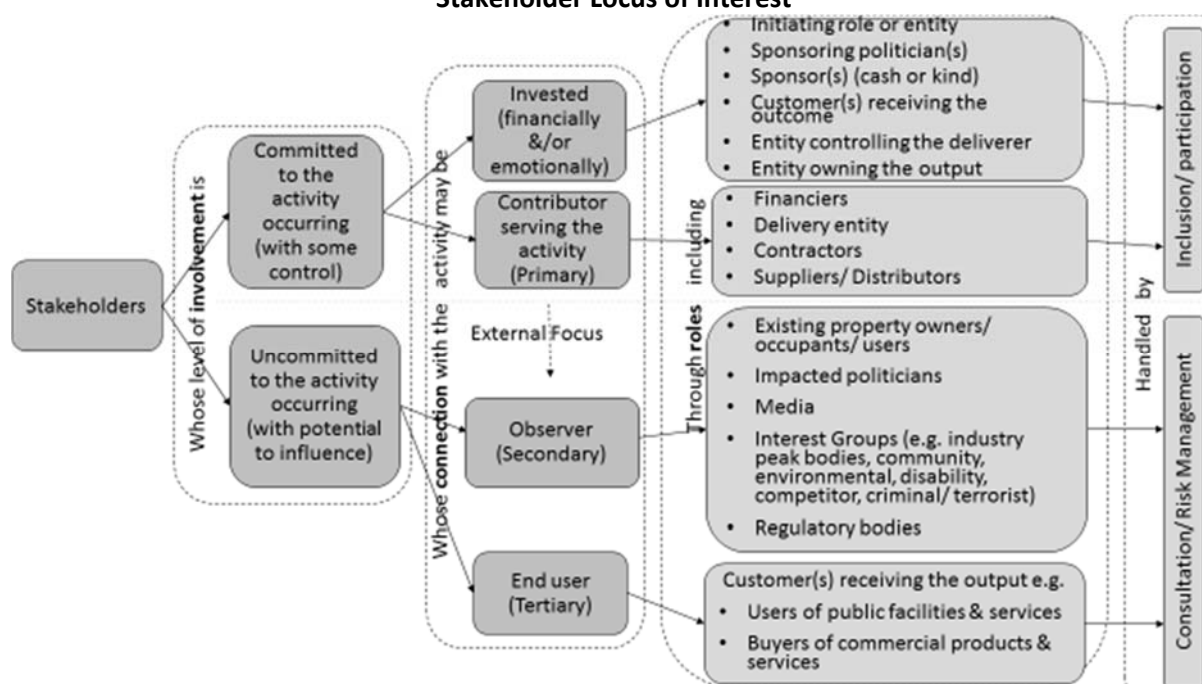 Stakeholder Locus of Interest
Stakeholders
Whose level of involvement is
Committed
to the
activity
occurring
(with some
control)
Uncommitted
to the activity
occurring
(with potential
to influence)
Whose connection with the activity may be
Invested
(financially
&/or
emotionally)
Contributor
serving the
activity
(Primary)
External Focus
Observer
(Secondary)
End user
(Tertiary)
Through roles including
• Initiating role or entity
• Sponsoring politician(s)
• Sponsor(s) (cash or kind)
• Customer(s) receiving the
outcome
• Entity controlling the deliverer
• Entity owning the output
• Financiers
• Delivery entity
• Contractors
• Suppliers/ Distributors
• Existing property owners/
occupants/ users
• Impacted politicians
• Media
• Interest Groups (e.g. industry
peak bodies, community,
environmental, disability,
competitor, criminal/ terrorist)
• Regulatory bodies
Customer(s) receiving the output e.g.
• Users of public facilities & services
• Buyers of commercial products &
services
Handled by
Inclusion/ participation
Consultation/ Risk Management